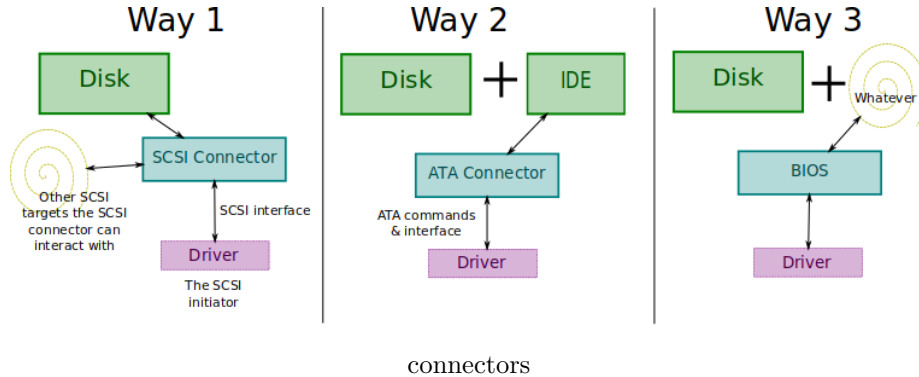 Way 1
Disk
SCSI Connector
Other SCSI
targets the SCSI
connector can
interact with
SCSI interface
Driver
The SCSI
initiator
Way 2
Disk
+
IDE
ATA Connector
ATA commands
& interface
Driver
Way 3
Disk
+
Whatever
BIOS
Driver
connectors